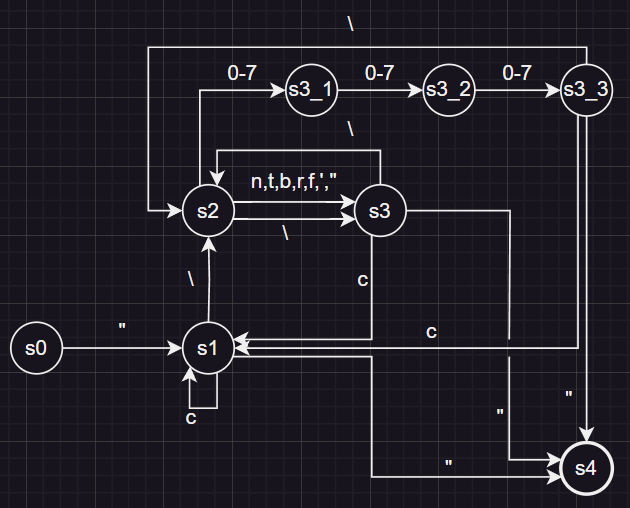 \
0-7 0-7 0-7
s3_1 s3_2 s3_3
\
n,t,b,r,f,',"
s2 s3
\
\ c
" c
s0 s1
" c "
"
s4